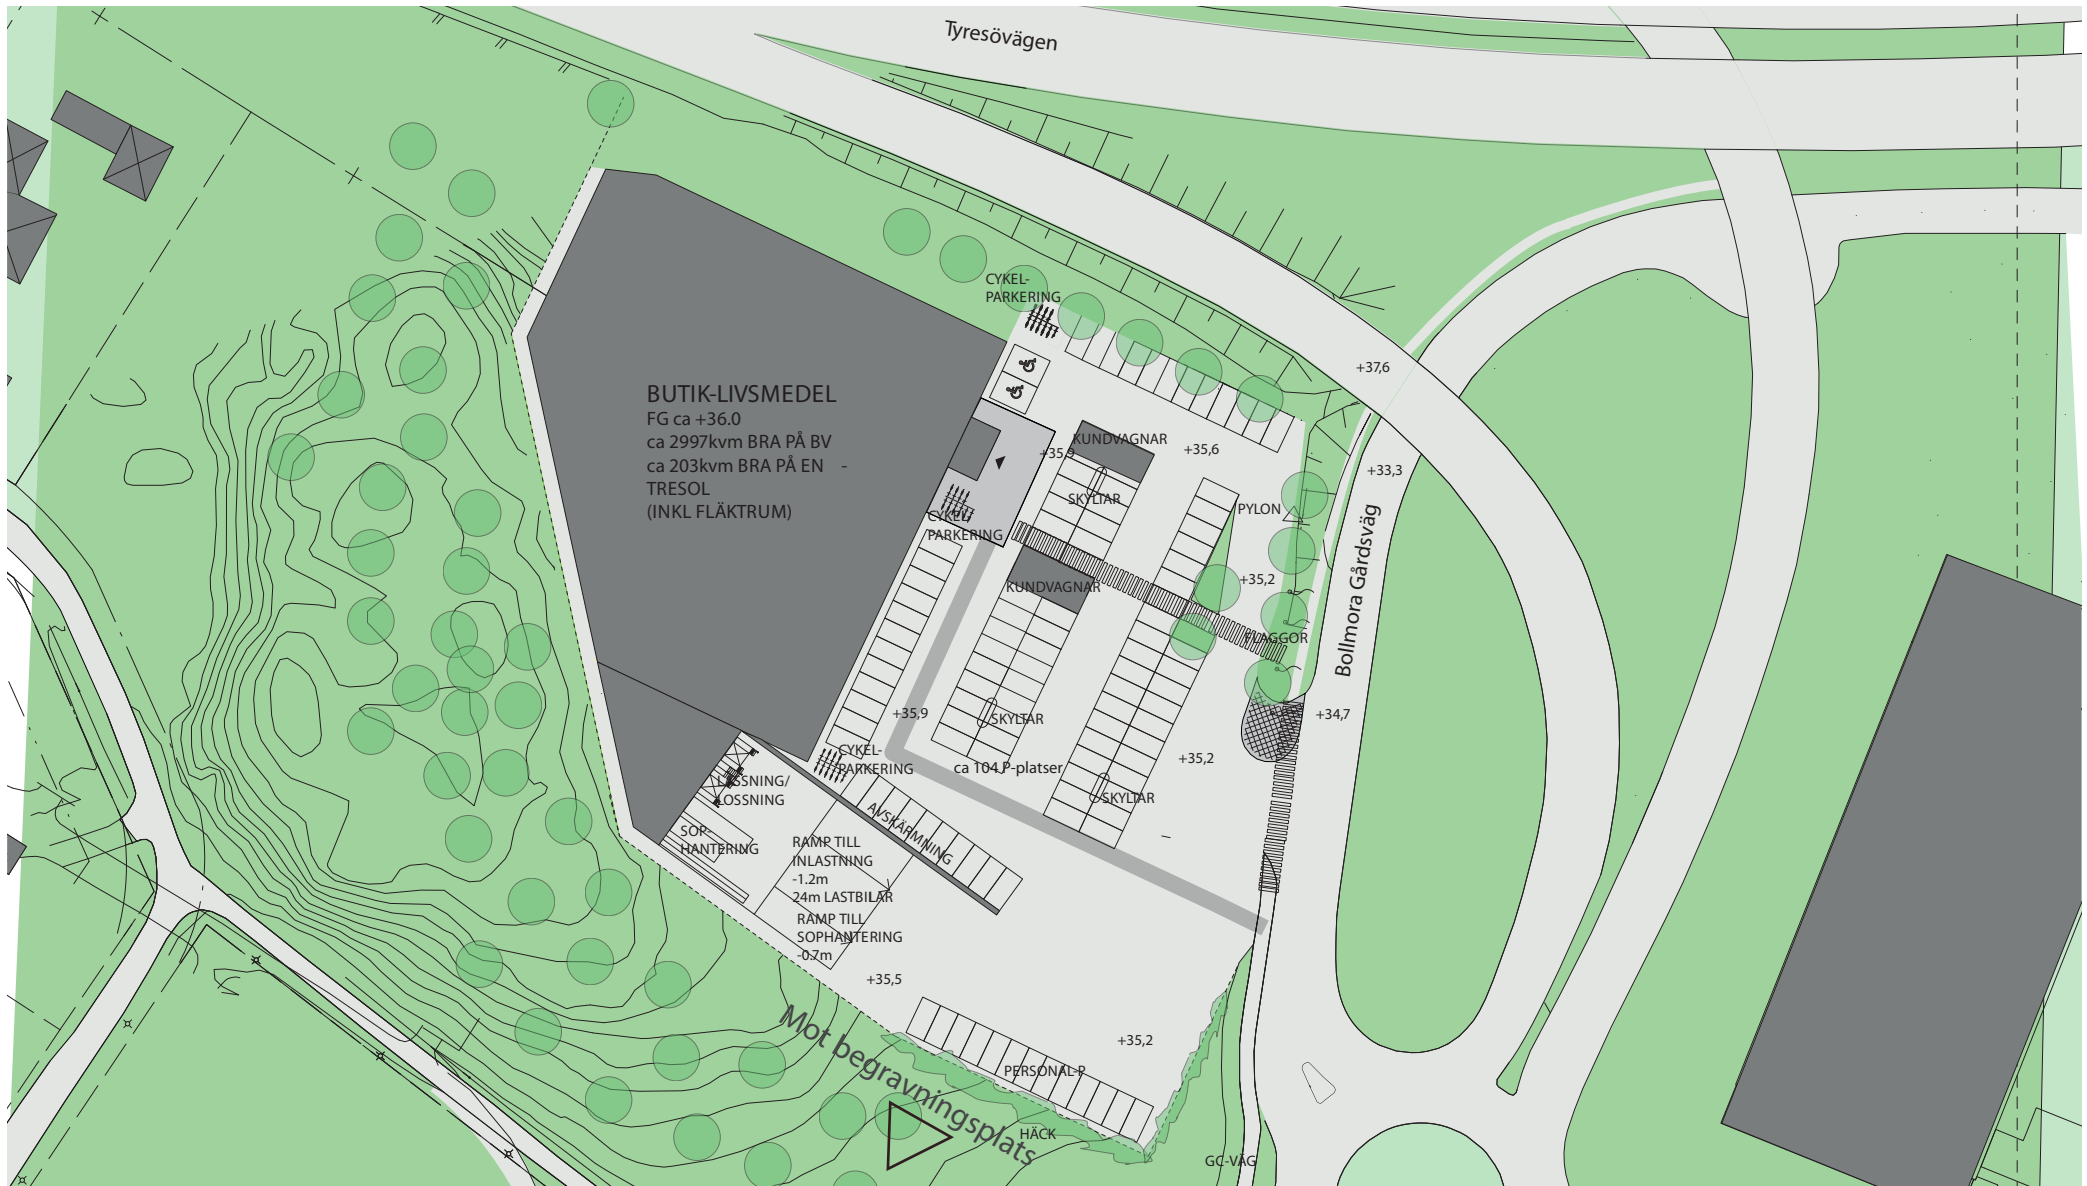 Tyresövägen
CYKEL-
PARKERING
+37,6
BUTIK-LIVSMEDEL
FG ca +36.0
ca 2997kvm BRA PÅ BV
ca 203kvm BRA PÅ EN -
TRESOL
(INKL FLÄKTRUM)
KUNDVAGNAR
+35,9
+35,6
+33,3
SKYLTAR
PYLON
CYKEL-
PARKERING
Bollmora Gårdsväg
KUNDVAGNAR
+35,2
FLAGGOR
+35,9
SKYLTAR
+34,7
CYKEL-
PARKERING
ca 104 P-platser
+35,2
LASSNING/
LOSSNING
SKYLTAR
AVSKÄRMNING
SOP-
HANTERING
RAMP TILL
INLASTNING
-1.2m
24m LASTBILAR
RAMP TILL
SOPHANTERING
-0.7m
+35,5
Mot begravningsplats
+35,2
PERSONAL-P
HÄCK
GC-VÄG